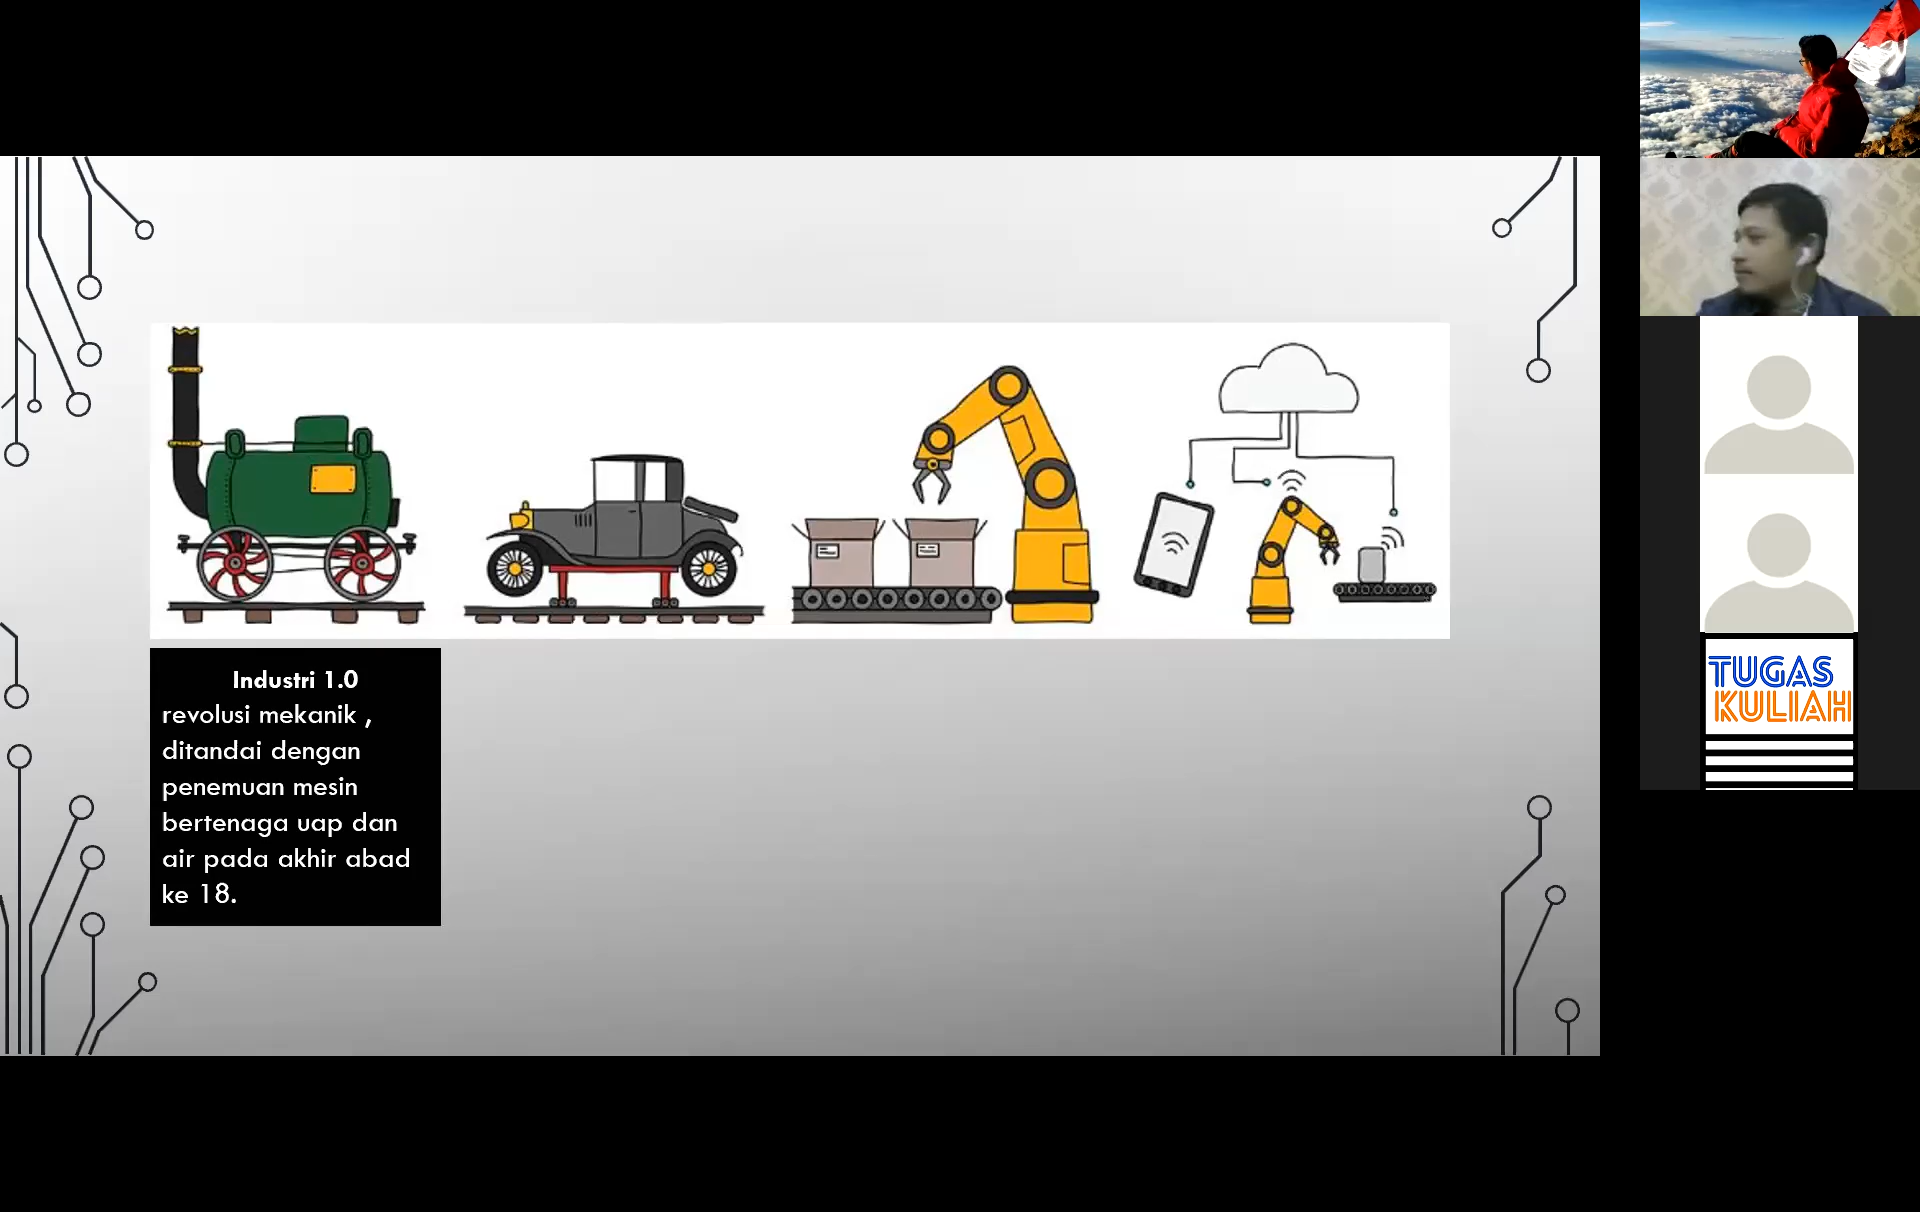 Industri 1.0
revolusi mekanik ,
ditandai dengan
penemuan mesin
bertenaga uap dan
air pada akhir abad
ke 18.
TUGAS
KULIAH